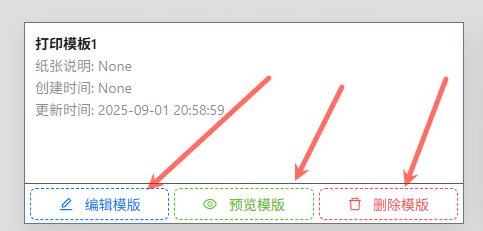 打印模板1
纸张说明: None
创建时间: None
更新时间: 2025-09-01 20:58:59
编辑模版 预览模版 删除模版